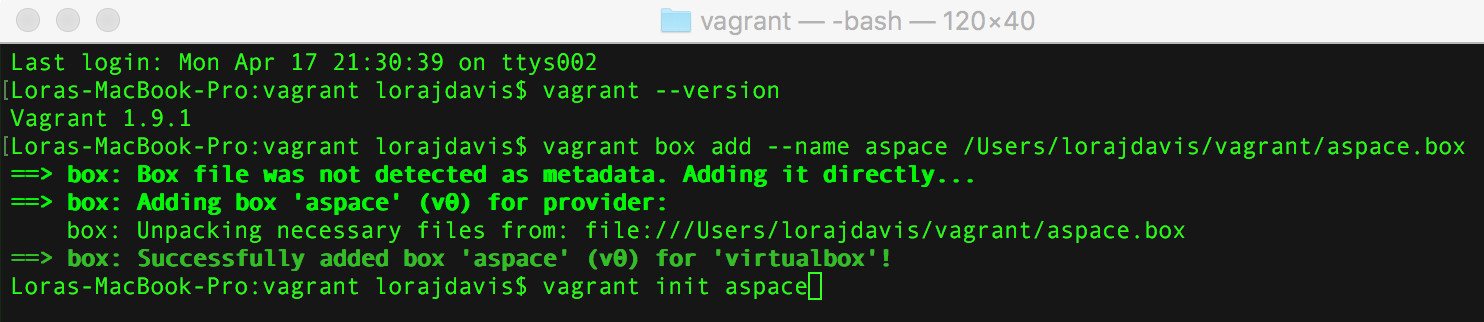 vagrant — -bash — 120×40
Last login: Mon Apr 17 21:30:39 on ttys002
[Loras-MacBook-Pro:vagrant lorajdavis$ vagrant --version
Vagrant 1.9.1
[Loras-MacBook-Pro:vagrant lorajdavis$ vagrant box add --name aspace /Users/lorajdavis/vagrant/aspace.box
==> box: Box file was not detected as metadata. Adding it directly...
==> box: Adding box 'aspace' (v0) for provider:
    box: Unpacking necessary files from: file:///Users/lorajdavis/vagrant/aspace.box
==> box: Successfully added box 'aspace' (v0) for 'virtualbox'!
Loras-MacBook-Pro:vagrant lorajdavis$ vagrant init aspace